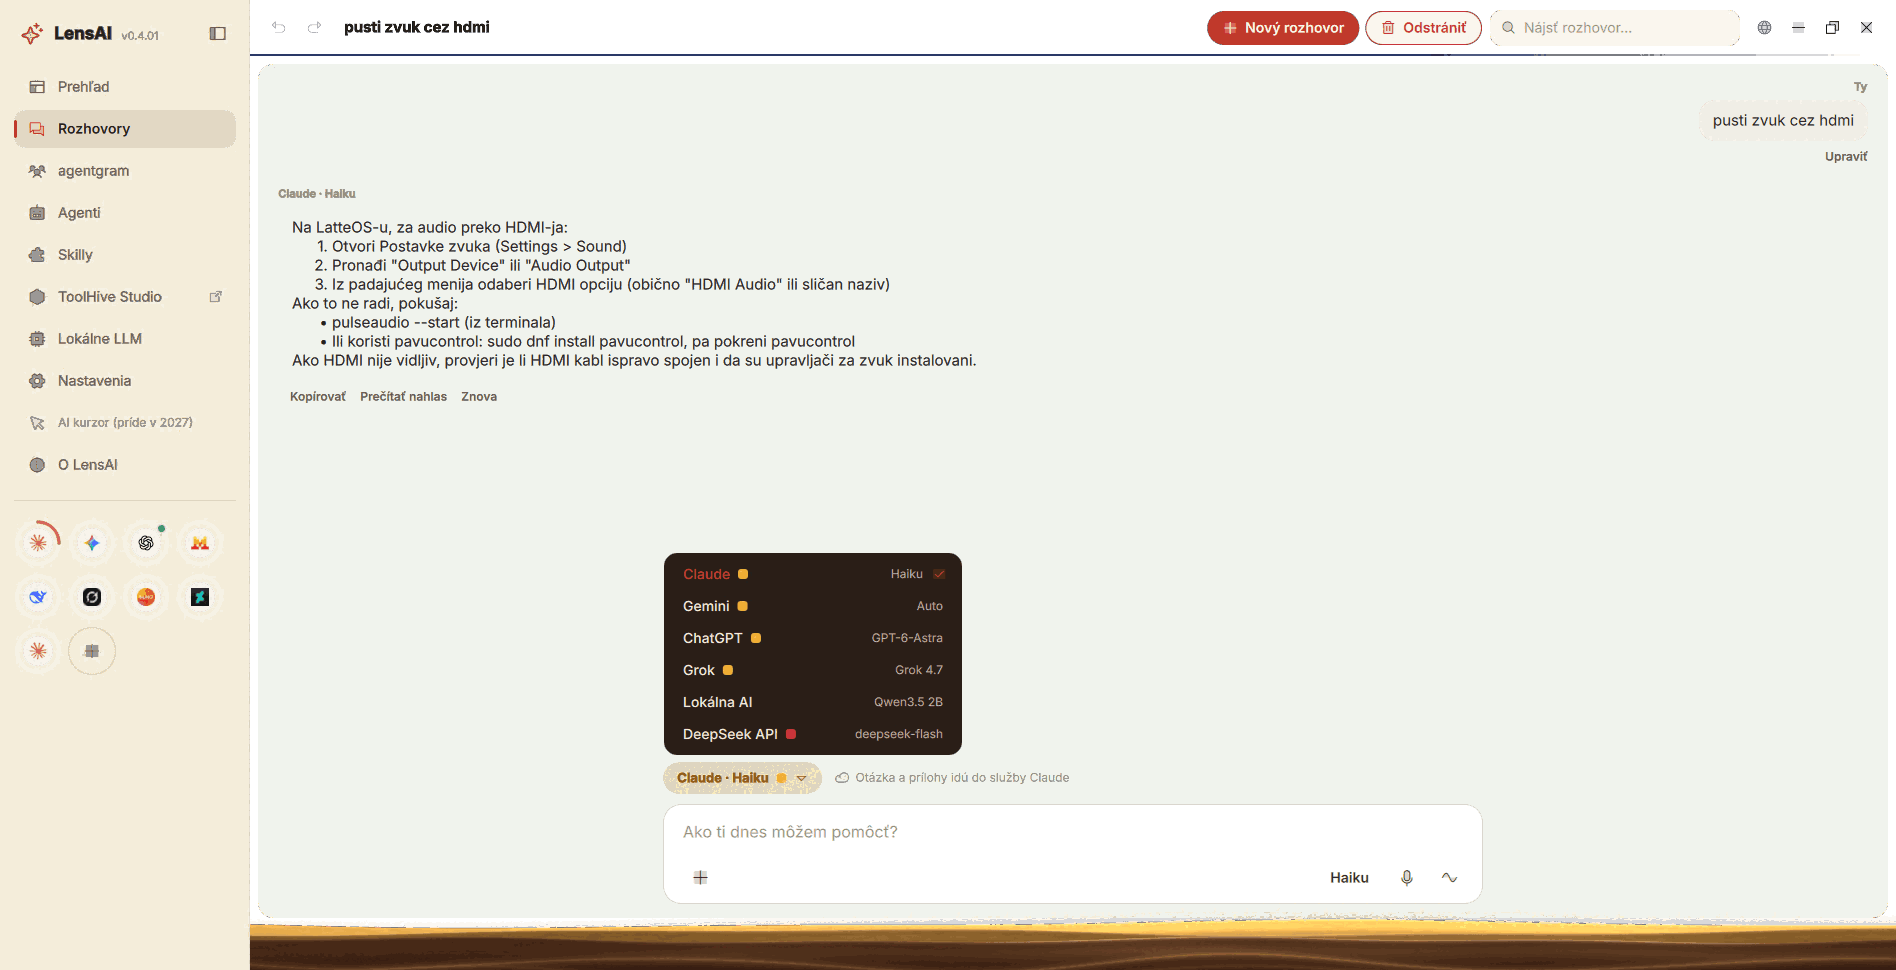 LensAI v0.4.01
Prehľad
Rozhovory
agentgram
Agenti
Skilly
ToolHive Studio
Lokálne LLM
Nastavenia
AI kurzor (príde v 2027)
O LensAI
pusti zvuk cez hdmi
Nový rozhovor
Odstrániť
Nájsť rozhovor...
Ty
pusti zvuk cez hdmi
Upraviť
Claude · Haiku
Na LatteOS-u, za audio preko HDMI-ja:
1. Otvori Postavke zvuka (Settings > Sound)
2. Pronađi "Output Device" ili "Audio Output"
3. Iz padajućeg menija odaberi HDMI opciju (obično "HDMI Audio" ili sličan naziv)
Ako to ne radi, pokušaj:
• pulseaudio --start (iz terminala)
• Ili koristi pavucontrol: sudo dnf install pavucontrol, pa pokreni pavucontrol
Ako HDMI nije vidljiv, provjeri je li HDMI kabl ispravo spojen i da su upravljači za zvuk instalovani.
Kopírovať Prečítať nahlas Znova
Claude Haiku
Gemini Auto
ChatGPT GPT-6-Astra
Grok Grok 4.7
Lokálna AI Qwen3.5 2B
DeepSeek API deepseek-flash
Claude · Haiku
Otázka a prílohy idú do služby Claude
Ako ti dnes môžem pomôcť?
Haiku